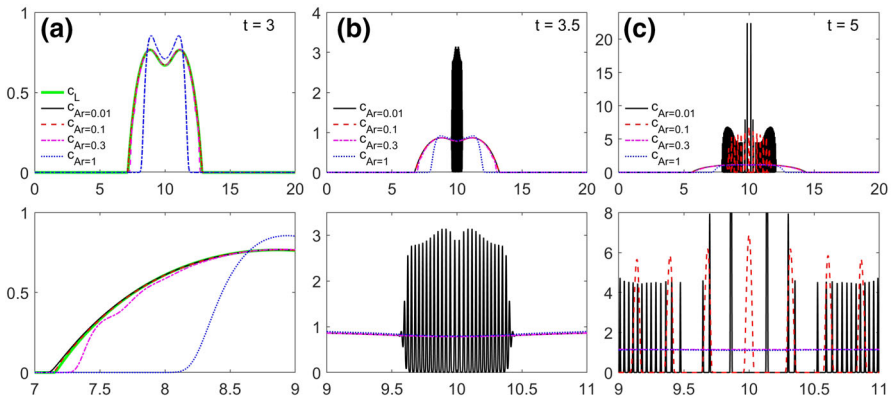 (a)
t = 3
1
0.5
0
c_L
c_Ar=0.01
c_Ar=0.1
c_Ar=0.3
c_Ar=1
0 5 10 15 20
(b)
t = 3.5
4
3
2
1
0
c_Ar=0.01
c_Ar=0.1
c_Ar=0.3
c_Ar=1
0 5 10 15 20
(c)
t = 5
20
15
10
5
0
c_Ar=0.01
c_Ar=0.1
c_Ar=0.3
c_Ar=1
0 5 10 15 20
1
0.5
0
7 7.5 8 8.5 9
3
2
1
0
9 9.5 10 10.5 11
8
6
4
2
0
9 9.5 10 10.5 11